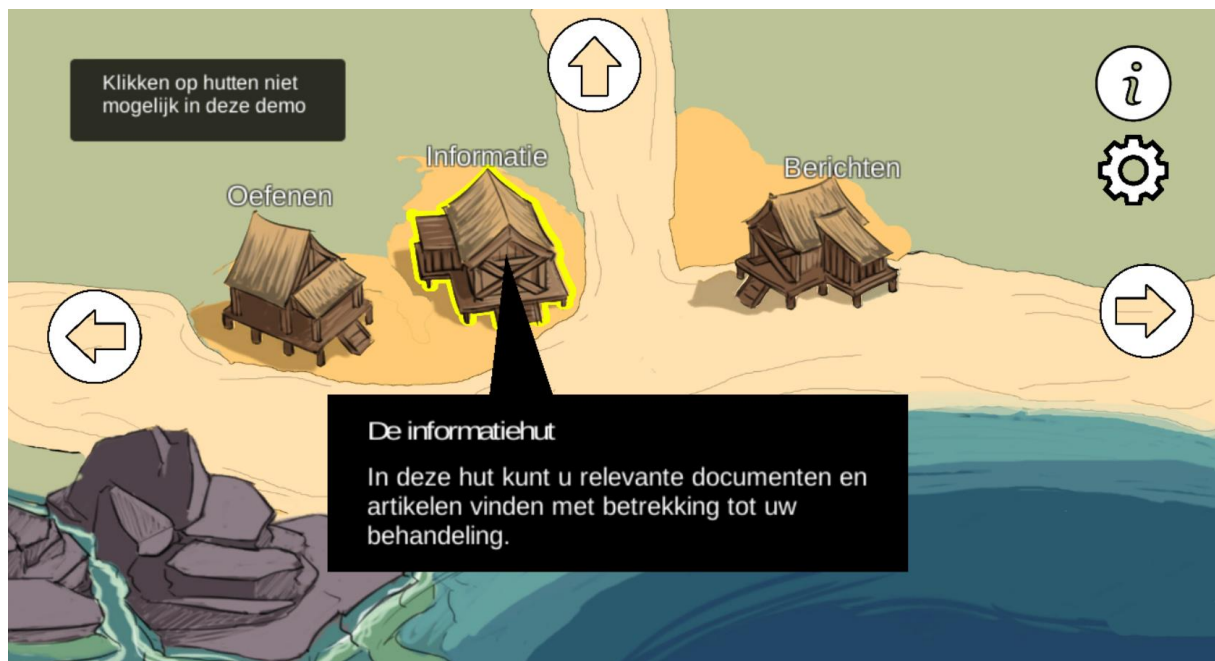 Klikken op hutten niet
mogelijk in deze demo
i
Informatie
Berichten
Oefenen
De informatiehut
In deze hut kunt u relevante documenten en
artikelen vinden met betrekking tot uw
behandeling.